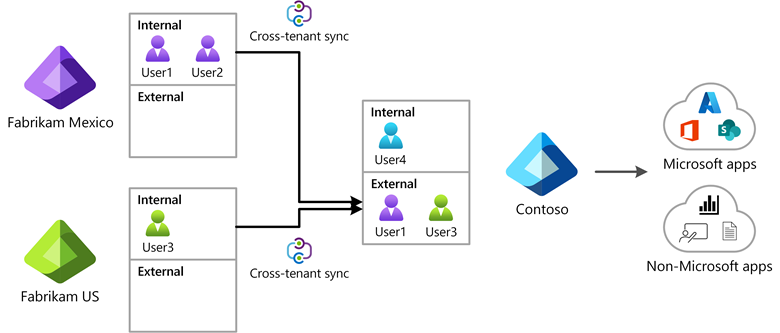 Fabrikam Mexico
Internal
User1 User2
External
Cross-tenant sync
Fabrikam US
Internal
User3
External
Cross-tenant sync
Internal
User4
External
User1 User3
Contoso
Microsoft apps
Non-Microsoft apps